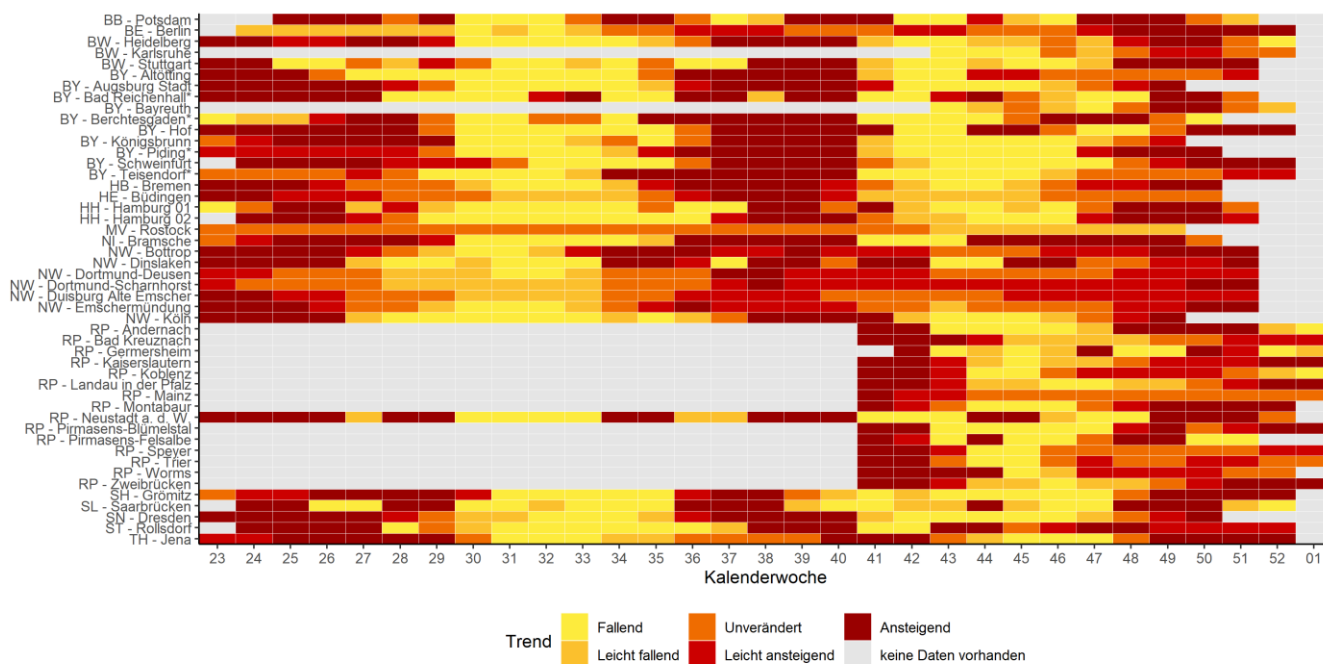 BB - Potsdam
BE - Berlin
BW - Heidelberg
BW - Karlsruhe
BW - Stuttgart
BY - Altötting
BY - Augsburg Stadt
BY - Bad Reichenhall*
BY - Bayreuth
BY - Berchtesgaden*
BY - Hof
BY - Königsbrunn
BY - Piding*
BY - Schweinfurt
BY - Teisendorf*
HB - Bremen
HE - Büdingen
HH - Hamburg 01
HH - Hamburg 02
MV - Rostock
NI - Bramsche
NW - Bottrop
NW - Dinslaken
NW - Dortmund-Deusen
NW - Dortmund-Scharnhorst
NW - Duisburg Alte Emscher
NW - Emschermündung
NW - Köln
RP - Andernach
RP - Bad Kreuznach
RP - Germersheim
RP - Kaiserslautern
RP - Koblenz
RP - Landau in der Pfalz
RP - Mainz
RP - Montabaur
RP - Neustadt a. d. W.
RP - Pirmasens-Blümelstal
RP - Pirmasens-Felsalbe
RP - Speyer
RP - Trier
RP - Worms
RP - Zweibrücken
SH - Grömitz
SL - Saarbrücken
SN - Dresden
ST - Rollsdorf
TH - Jena
23 24 25 26 27 28 29 30 31 32 33 34 35 36 37 38 39 40 41 42 43 44 45 46 47 48 49 50 51 52 01
Kalenderwoche
Trend
Fallend Unverändert Ansteigend
Leicht fallend Leicht ansteigend keine Daten vorhanden